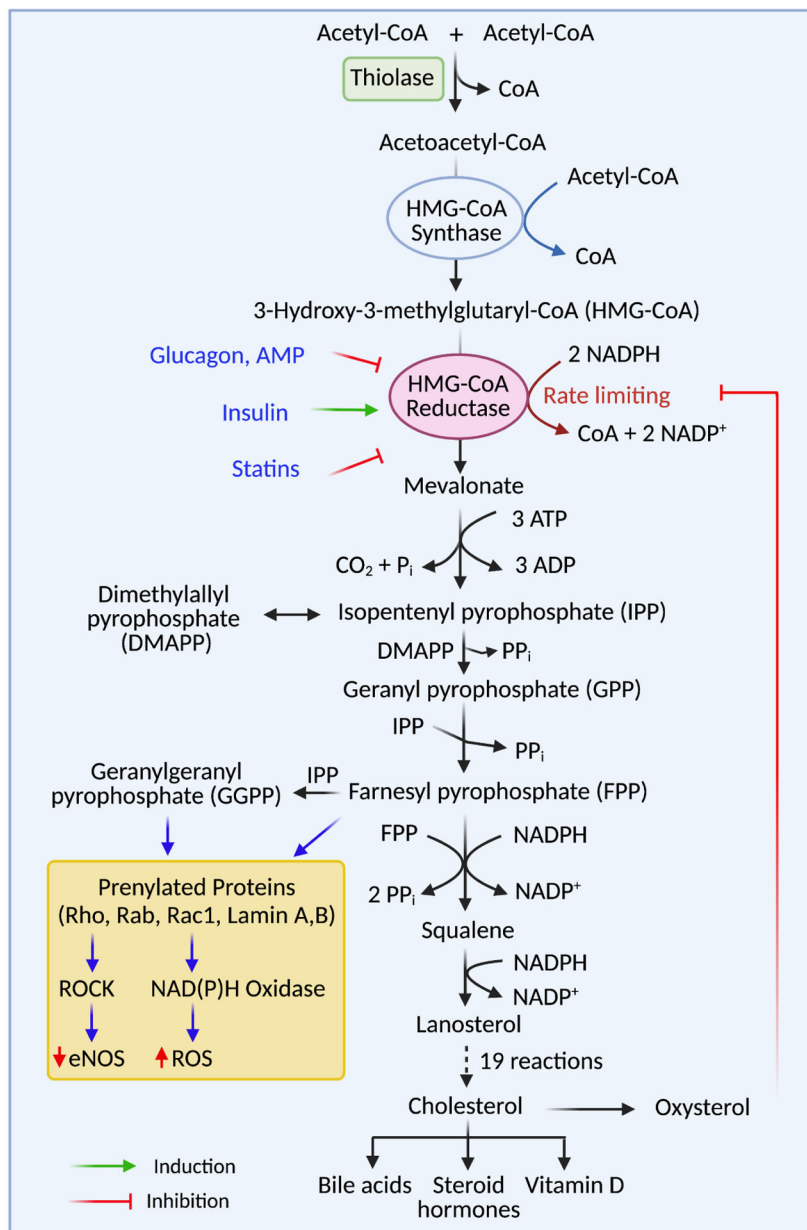 Acetyl-CoA + Acetyl-CoA
Thiolase
CoA
Acetoacetyl-CoA
Acetyl-CoA
HMG-CoA
Synthase
CoA
3-Hydroxy-3-methylglutaryl-CoA (HMG-CoA)
Glucagon, AMP
2 NADPH
HMG-CoA
Reductase
Rate limiting
Insulin
CoA + 2 NADP⁺
Statins
Mevalonate
3 ATP
CO₂ + Pᵢ
3 ADP
Dimethylallyl
pyrophosphate
(DMAPP)
Isopentenyl pyrophosphate (IPP)
DMAPP
PPᵢ
Geranyl pyrophosphate (GPP)
IPP
PPᵢ
Geranylgeranyl
pyrophosphate (GGPP)
IPP
Farnesyl pyrophosphate (FPP)
FPP
NADPH
2 PPᵢ
NADP⁺
Prenylated Proteins
(Rho, Rab, Rac1, Lamin A,B)
Squalene
ROCK
NAD(P)H Oxidase
NADPH
NADP⁺
Lanosterol
eNOS
ROS
19 reactions
Cholesterol
Oxysterol
Bile acids
Steroid
hormones
Vitamin D
Induction
Inhibition